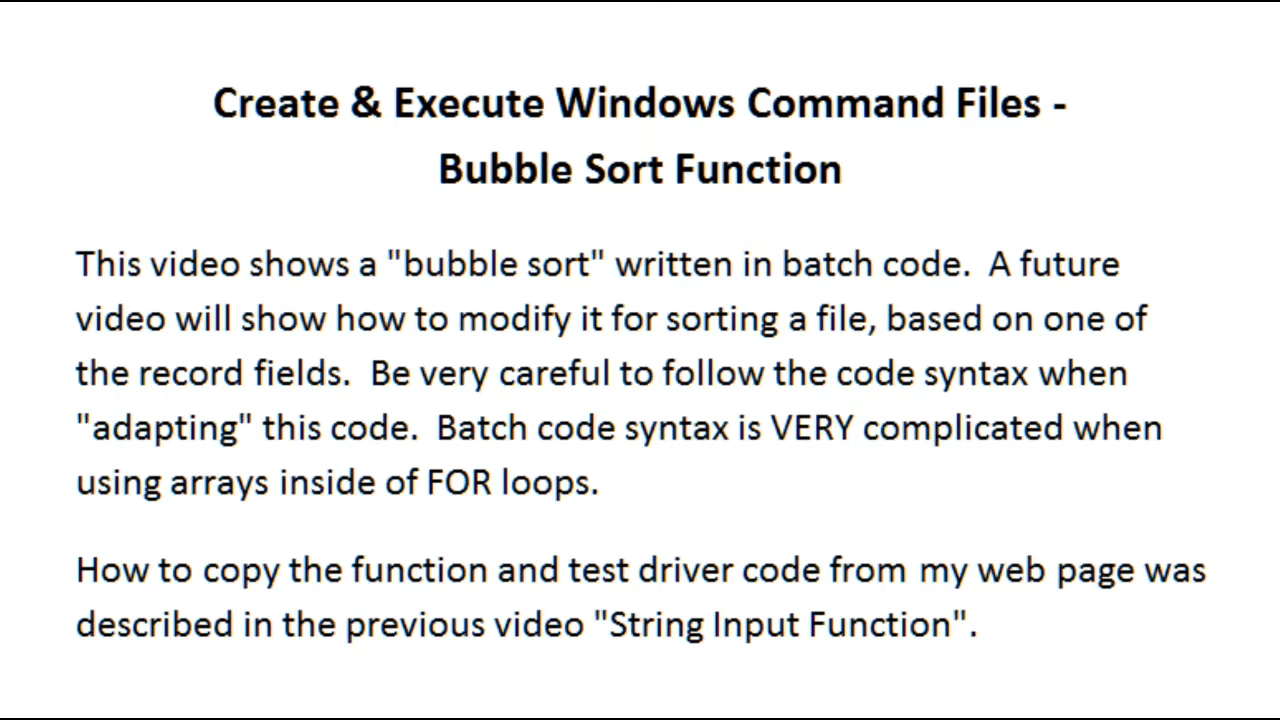 Create & Execute Windows Command Files -
Bubble Sort Function
This video shows a "bubble sort" written in batch code.  A future
video will show how to modify it for sorting a file, based on one of
the record fields.  Be very careful to follow the code syntax when
"adapting" this code.  Batch code syntax is VERY complicated when
using arrays inside of FOR loops.
How to copy the function and test driver code from my web page was
described in the previous video "String Input Function".